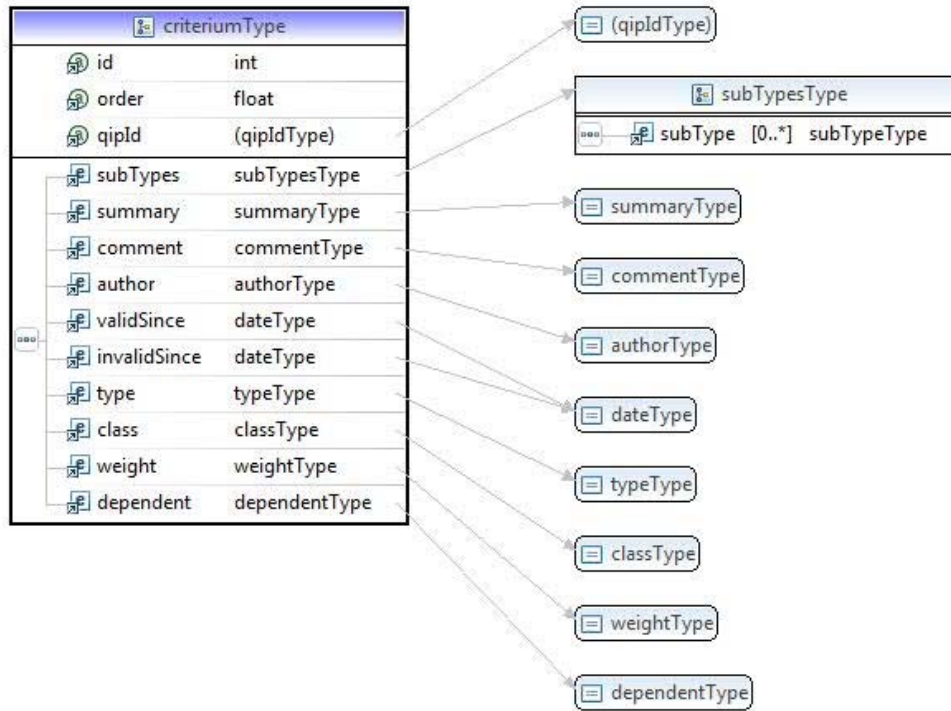 criteriumType
id int
order float
qipId (qipIdType)
subTypes subTypesType
summary summaryType
comment commentType
author authorType
validSince dateType
invalidSince dateType
type typeType
class classType
weight weightType
dependent dependentType
(qipIdType)
subTypesType
subType [0..*] subTypeType
summaryType
commentType
authorType
dateType
typeType
classType
weightType
dependentType